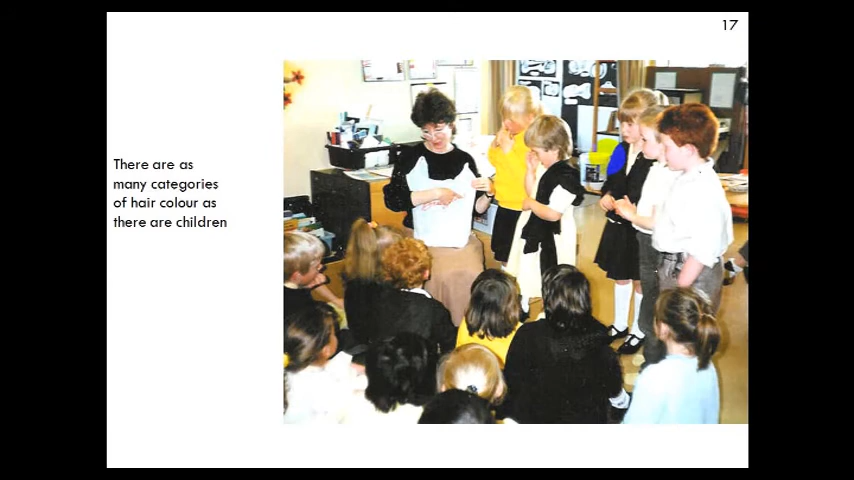 17
There are as
many categories
of hair colour as
there are children